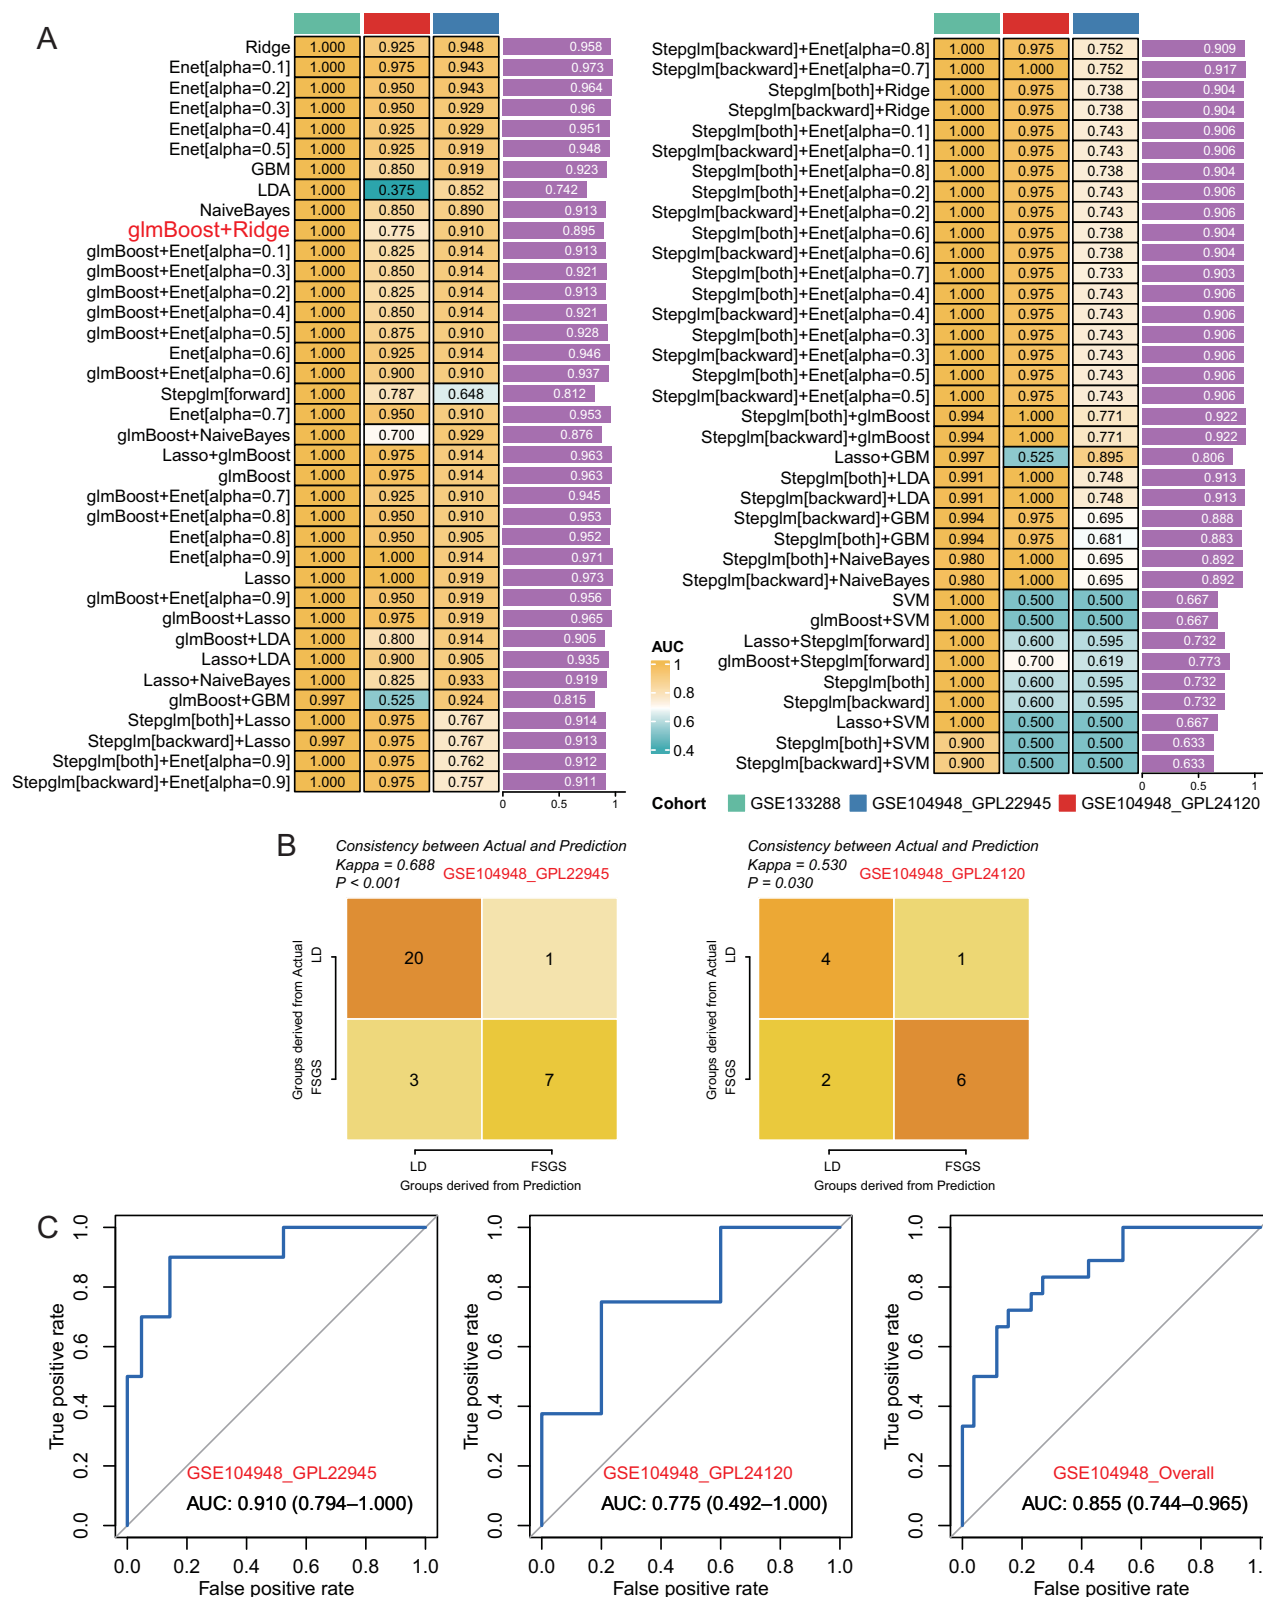 A
Ridge 1.000 0.925 0.948 0.958
Enet[alpha=0.1] 1.000 0.975 0.943 0.973
Enet[alpha=0.2] 1.000 0.950 0.943 0.964
Enet[alpha=0.3] 1.000 0.950 0.929 0.96
Enet[alpha=0.4] 1.000 0.925 0.929 0.951
Enet[alpha=0.5] 1.000 0.925 0.919 0.948
GBM 1.000 0.850 0.919 0.923
LDA 1.000 0.375 0.852 0.742
NaiveBayes 1.000 0.850 0.890 0.913
glmBoost+Ridge 1.000 0.775 0.910 0.895
glmBoost+Enet[alpha=0.1] 1.000 0.825 0.914 0.913
glmBoost+Enet[alpha=0.3] 1.000 0.850 0.914 0.921
glmBoost+Enet[alpha=0.2] 1.000 0.825 0.914 0.913
glmBoost+Enet[alpha=0.4] 1.000 0.850 0.914 0.921
glmBoost+Enet[alpha=0.5] 1.000 0.875 0.910 0.928
Enet[alpha=0.6] 1.000 0.925 0.914 0.946
glmBoost+Enet[alpha=0.6] 1.000 0.900 0.910 0.937
Stepglm[forward] 1.000 0.787 0.648 0.812
Enet[alpha=0.7] 1.000 0.950 0.910 0.953
glmBoost+NaiveBayes 1.000 0.700 0.929 0.876
Lasso+glmBoost 1.000 0.975 0.914 0.963
glmBoost 1.000 0.975 0.914 0.963
glmBoost+Enet[alpha=0.7] 1.000 0.925 0.910 0.945
glmBoost+Enet[alpha=0.8] 1.000 0.950 0.910 0.953
Enet[alpha=0.8] 1.000 0.950 0.905 0.952
Enet[alpha=0.9] 1.000 1.000 0.914 0.971
Lasso 1.000 1.000 0.919 0.973
glmBoost+Enet[alpha=0.9] 1.000 0.950 0.919 0.956
glmBoost+Lasso 1.000 0.975 0.919 0.965
glmBoost+LDA 1.000 0.800 0.914 0.905
Lasso+LDA 1.000 0.900 0.905 0.935
Lasso+NaiveBayes 1.000 0.825 0.933 0.919
glmBoost+GBM 0.997 0.525 0.924 0.815
Stepglm[both]+Lasso 1.000 0.975 0.767 0.914
Stepglm[backward]+Lasso 0.997 0.975 0.767 0.913
Stepglm[both]+Enet[alpha=0.9] 1.000 0.975 0.762 0.912
Stepglm[backward]+Enet[alpha=0.9] 1.000 0.975 0.757 0.911
0 0.5 1
Stepglm[backward]+Enet[alpha=0.8] 1.000 0.975 0.752 0.909
Stepglm[backward]+Enet[alpha=0.7] 1.000 1.000 0.752 0.917
Stepglm[both]+Ridge 1.000 0.975 0.738 0.904
Stepglm[backward]+Ridge 1.000 0.975 0.738 0.904
Stepglm[both]+Enet[alpha=0.1] 1.000 0.975 0.743 0.906
Stepglm[backward]+Enet[alpha=0.1] 1.000 0.975 0.743 0.906
Stepglm[both]+Enet[alpha=0.8] 1.000 0.975 0.738 0.904
Stepglm[both]+Enet[alpha=0.2] 1.000 0.975 0.743 0.906
Stepglm[backward]+Enet[alpha=0.2] 1.000 0.975 0.743 0.906
Stepglm[both]+Enet[alpha=0.6] 1.000 0.975 0.738 0.904
Stepglm[backward]+Enet[alpha=0.6] 1.000 0.975 0.738 0.904
Stepglm[both]+Enet[alpha=0.7] 1.000 0.975 0.733 0.903
Stepglm[both]+Enet[alpha=0.4] 1.000 0.975 0.743 0.906
Stepglm[backward]+Enet[alpha=0.4] 1.000 0.975 0.743 0.906
Stepglm[both]+Enet[alpha=0.3] 1.000 0.975 0.743 0.906
Stepglm[backward]+Enet[alpha=0.3] 1.000 0.975 0.743 0.906
Stepglm[both]+Enet[alpha=0.5] 1.000 0.975 0.743 0.906
Stepglm[backward]+Enet[alpha=0.5] 1.000 0.975 0.743 0.906
Stepglm[both]+glmBoost 0.994 1.000 0.771 0.922
Stepglm[backward]+glmBoost 0.994 1.000 0.771 0.922
Lasso+GBM 0.997 0.525 0.895 0.806
Stepglm[both]+LDA 0.991 1.000 0.748 0.913
Stepglm[backward]+LDA 0.991 1.000 0.748 0.913
Stepglm[backward]+GBM 0.994 0.975 0.695 0.888
Stepglm[both]+GBM 0.994 0.975 0.681 0.883
Stepglm[both]+NaiveBayes 0.980 1.000 0.695 0.892
Stepglm[backward]+NaiveBayes 0.980 1.000 0.695 0.892
SVM 1.000 0.500 0.500 0.667
glmBoost+SVM 1.000 0.500 0.500 0.667
Lasso+Stepglm[forward] 1.000 0.600 0.595 0.732
glmBoost+Stepglm[forward] 1.000 0.700 0.619 0.773
Stepglm[both] 1.000 0.600 0.595 0.732
Stepglm[backward] 1.000 0.600 0.595 0.732
Lasso+SVM 1.000 0.500 0.500 0.667
Stepglm[both]+SVM 0.900 0.500 0.500 0.633
Stepglm[backward]+SVM 0.900 0.500 0.500 0.633
0 0.5 1
AUC
1
0.8
0.6
0.4
Cohort GSE133288 GSE104948_GPL22945 GSE104948_GPL24120
B
Consistency between Actual and Prediction
Kappa = 0.688
P < 0.001
GSE104948_GPL22945
Groups derived from Actual
LD
FSGS
20 1
3 7
LD FSGS
Groups derived from Prediction
Consistency between Actual and Prediction
Kappa = 0.530
P = 0.030
GSE104948_GPL24120
Groups derived from Actual
LD
FSGS
4 1
2 6
LD FSGS
Groups derived from Prediction
C
True positive rate
1.0
0.8
0.6
0.4
0.2
0.0
GSE104948_GPL22945
AUC: 0.910 (0.794–1.000)
0.0 0.2 0.4 0.6 0.8 1.0
False positive rate
True positive rate
1.0
0.8
0.6
0.4
0.2
0.0
GSE104948_GPL24120
AUC: 0.775 (0.492–1.000)
0.0 0.2 0.4 0.6 0.8 1.0
False positive rate
True positive rate
1.0
0.8
0.6
0.4
0.2
0.0
GSE104948_Overall
AUC: 0.855 (0.744–0.965)
0.0 0.2 0.4 0.6 0.8 1.0
False positive rate